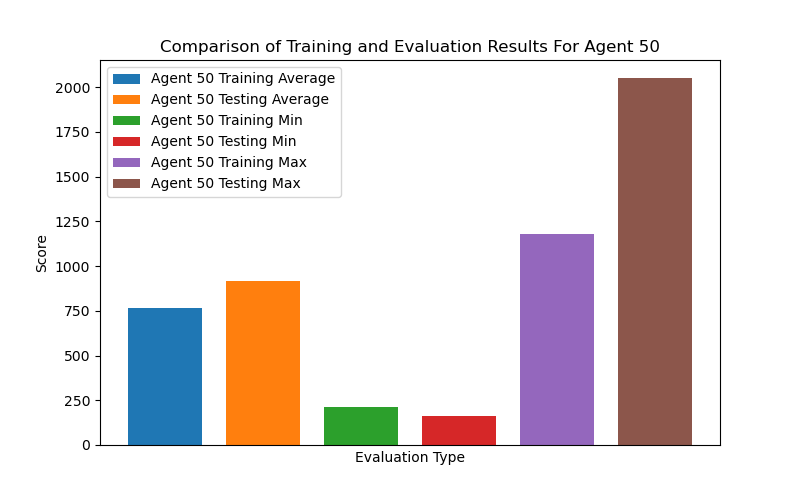 Comparison of Training and Evaluation Results For Agent 50
Agent 50 Training Average
Agent 50 Testing Average
Agent 50 Training Min
Agent 50 Testing Min
Agent 50 Training Max
Agent 50 Testing Max
2000
1750
1500
1250
1000
750
500
250
0
Score
Evaluation Type